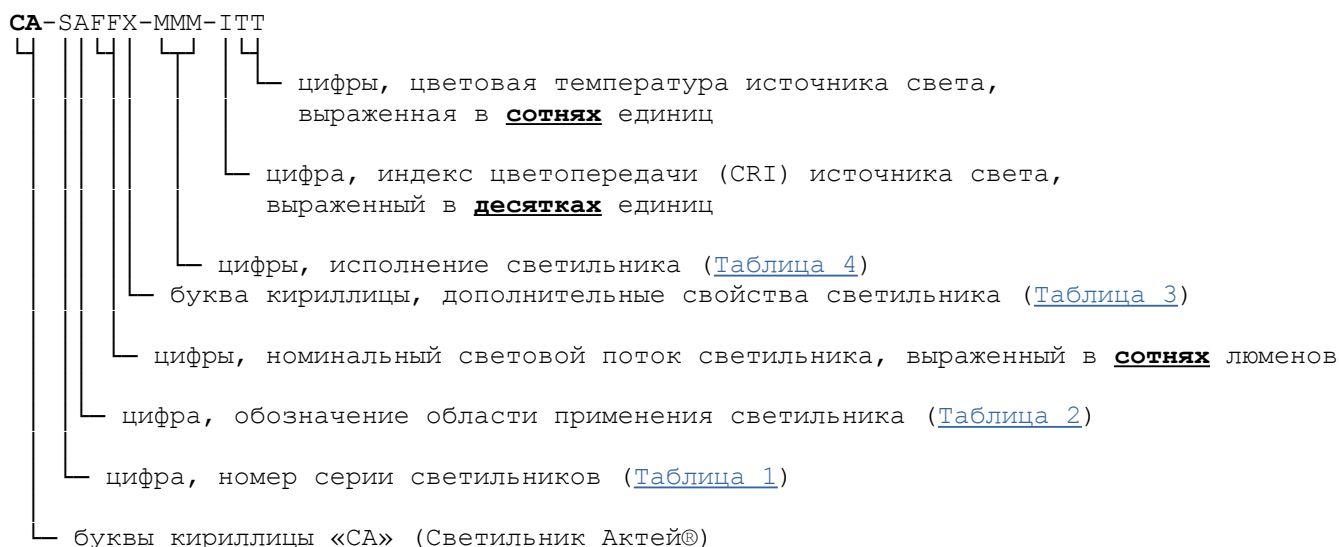 СА-SAFFX-MMM-ITT
цифры, цветовая температура источника света,
выраженная в сотнях единиц
цифра, индекс цветопередачи (CRI) источника света,
выраженный в десятках единиц
цифры, исполнение светильника (Таблица 4)
буква кириллицы, дополнительные свойства светильника (Таблица 3)
цифры, номинальный световой поток светильника, выраженный в сотнях люменов
цифра, обозначение области применения светильника (Таблица 2)
цифра, номер серии светильников (Таблица 1)
буквы кириллицы «СА» (Светильник Актей®)